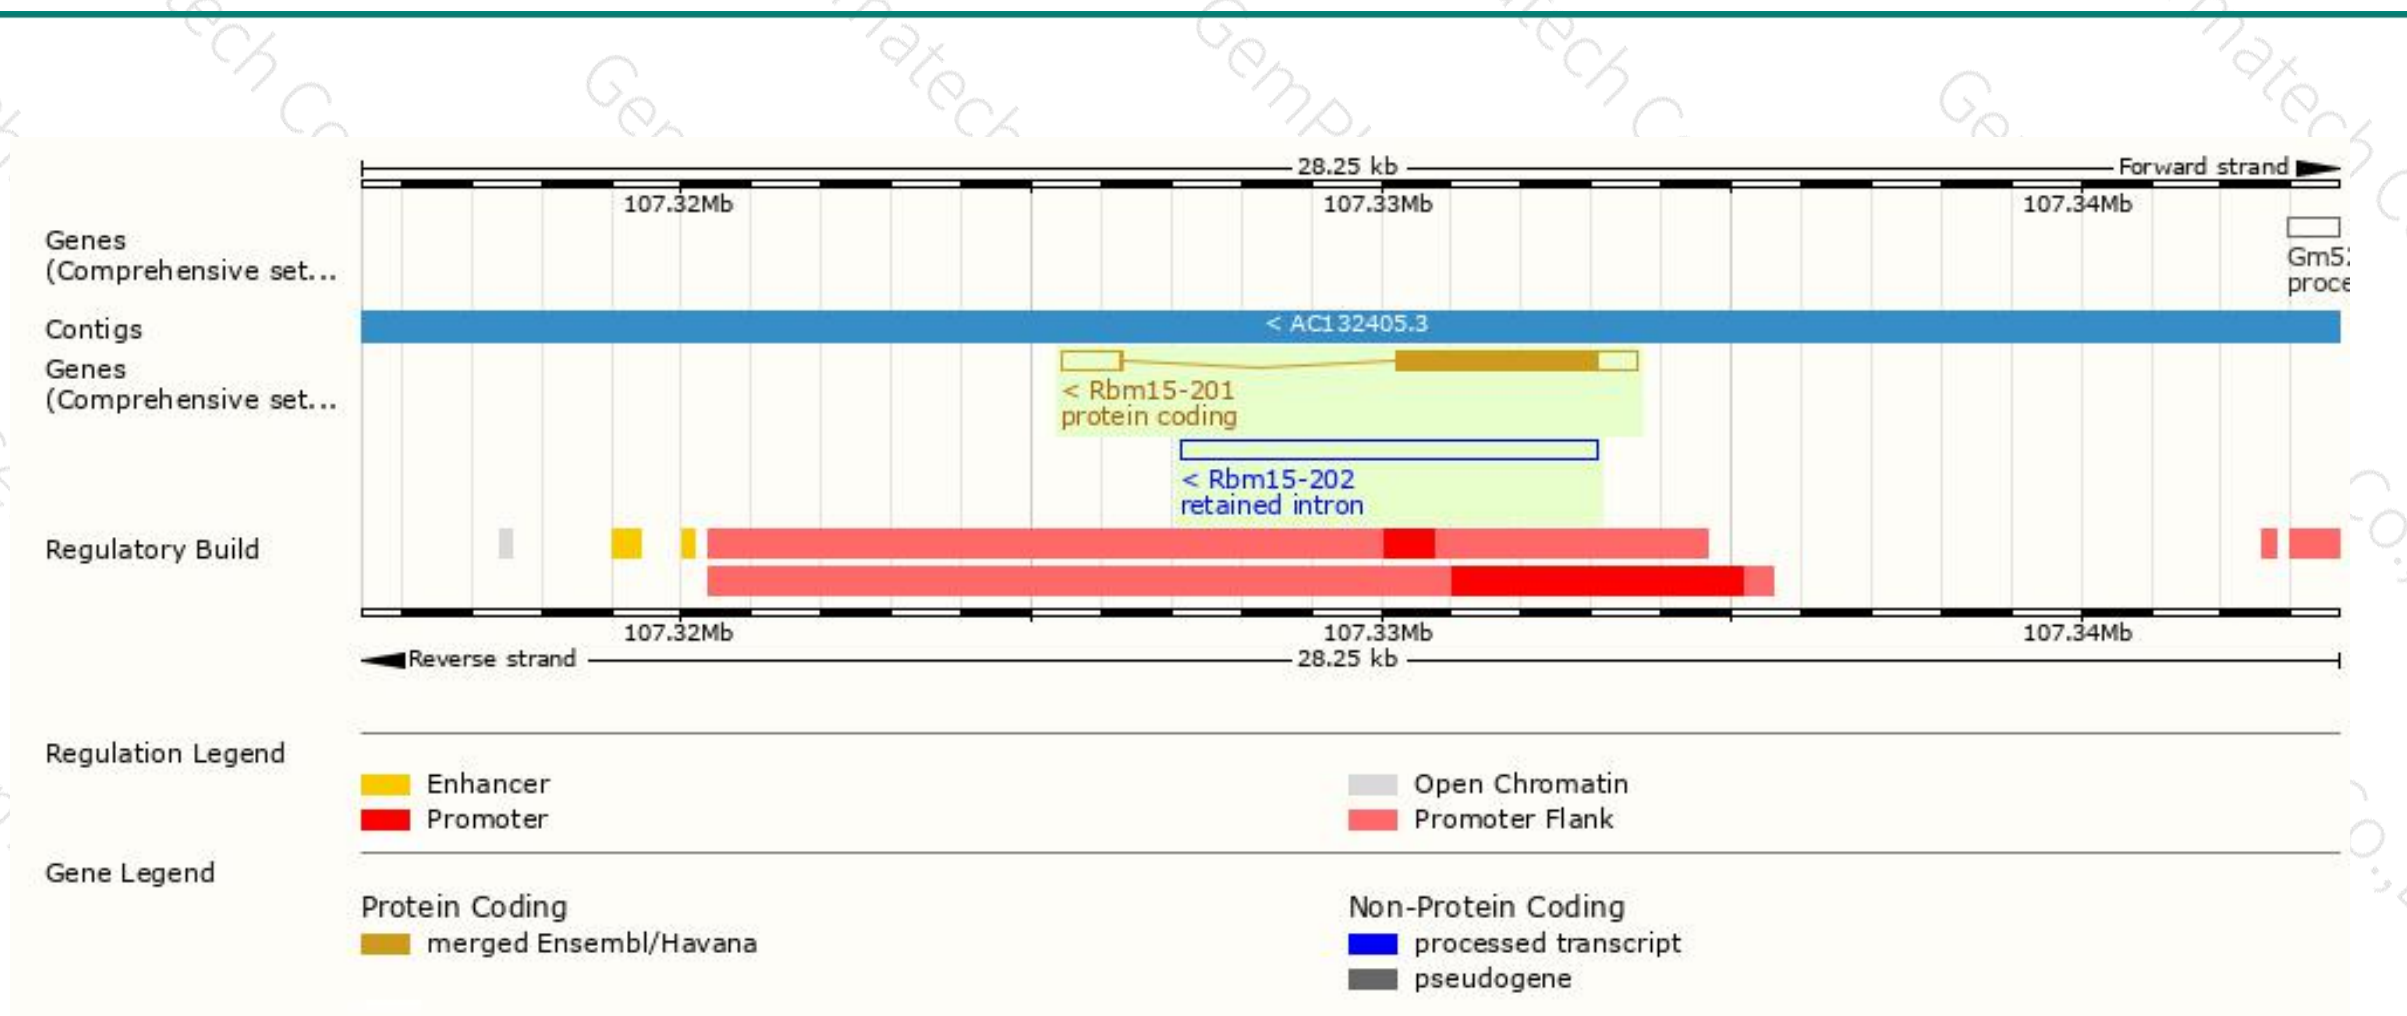 28.25 kb
Forward strand
107.32Mb 107.33Mb 107.34Mb
Genes
(Comprehensive set...
Gm5
proce
Contigs
< AC132405.3
Genes
(Comprehensive set...
< Rbm15-201
protein coding
< Rbm15-202
retained intron
Regulatory Build
107.32Mb 107.33Mb 107.34Mb
Reverse strand
28.25 kb
Regulation Legend
Enhancer
Open Chromatin
Promoter
Promoter Flank
Gene Legend
Protein Coding
Non-Protein Coding
merged Ensembl/Havana
processed transcript
pseudogene